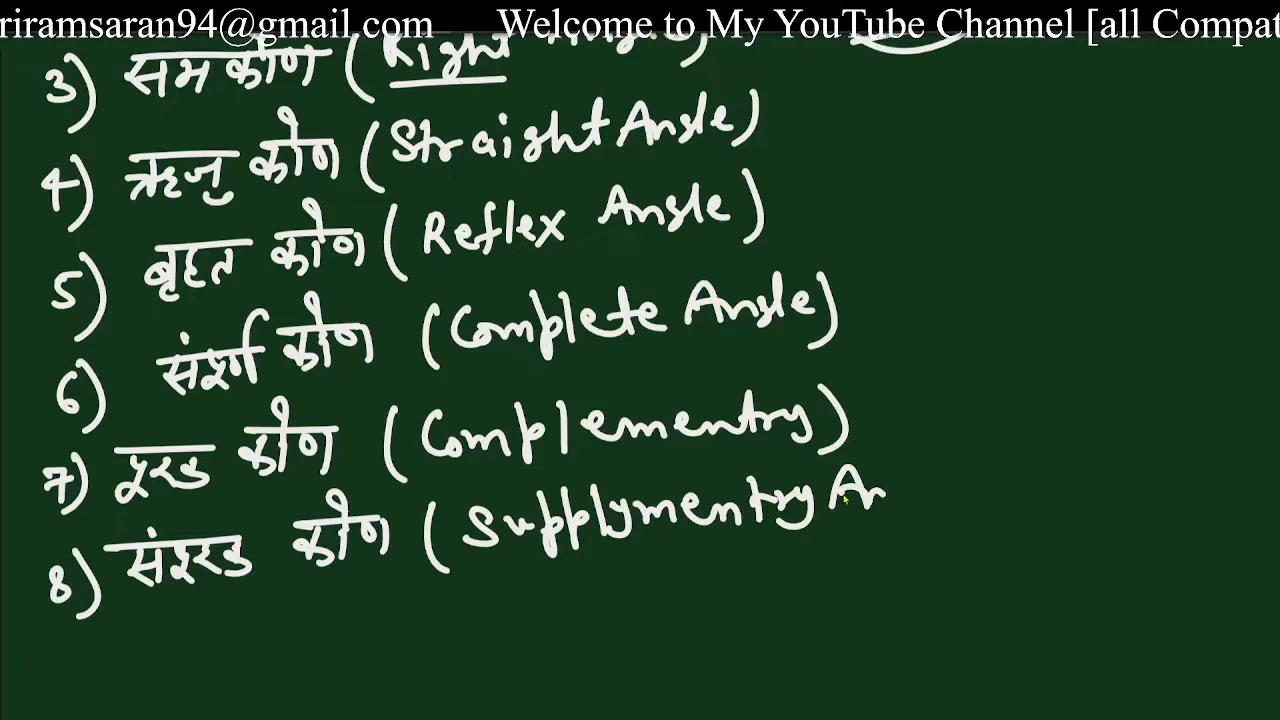 riramsaran94@gmail.com Welcome to My YouTube Channel [all Compat
3) सम कोण (Right
4) ऋजु कोण (Straight Angle)
5) बृहत कोण (Reflex Angle)
6) संपूर्ण कोण (Complete Angle)
7) पूरक कोण (Complementry)
8) संपूरक कोण (Supplymentry An